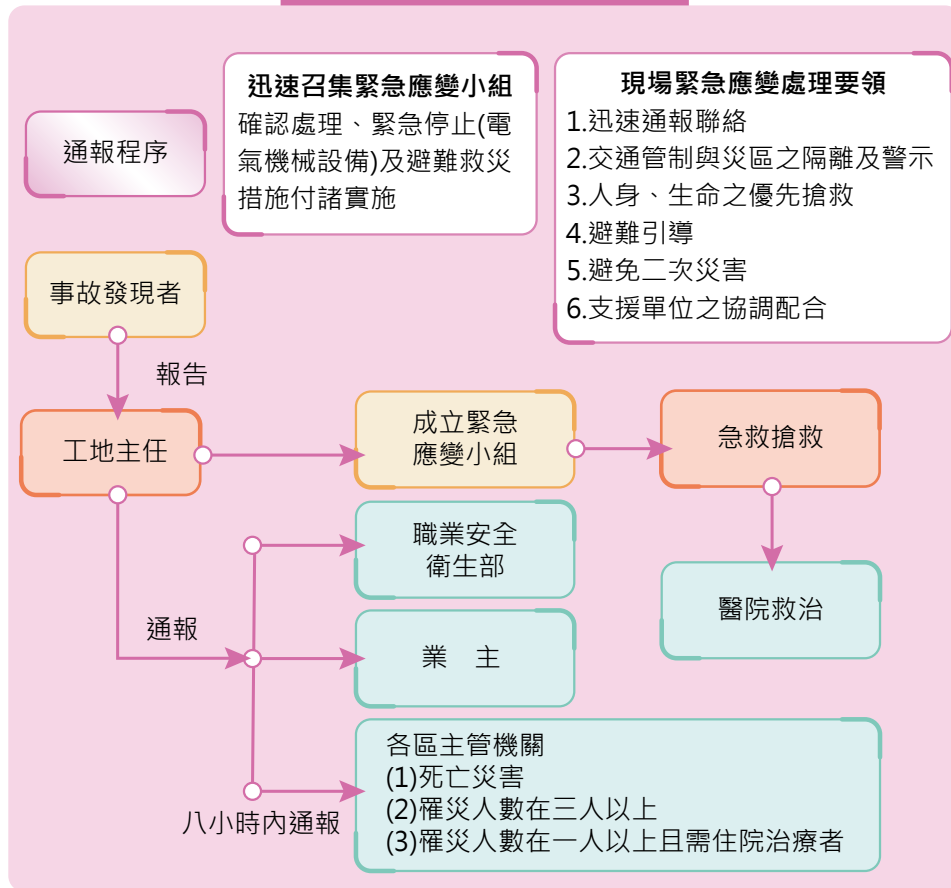 通報程序
迅速召集緊急應變小組
確認處理、緊急停止(電
氣機械設備)及避難救災
措施付諸實施
現場緊急應變處理要領
1.迅速通報聯絡
2.交通管制與災區之隔離及警示
3.人身、生命之優先搶救
4.避難引導
5.避免二次災害
6.支援單位之協調配合
事故發現者
報告
工地主任
成立緊急
應變小組
急救搶救
職業安全
衛生部
醫院救治
通報
業 主
各區主管機關
(1)死亡災害
(2)罹災人數在三人以上
(3)罹災人數在一人以上且需住院治療者
八小時內通報